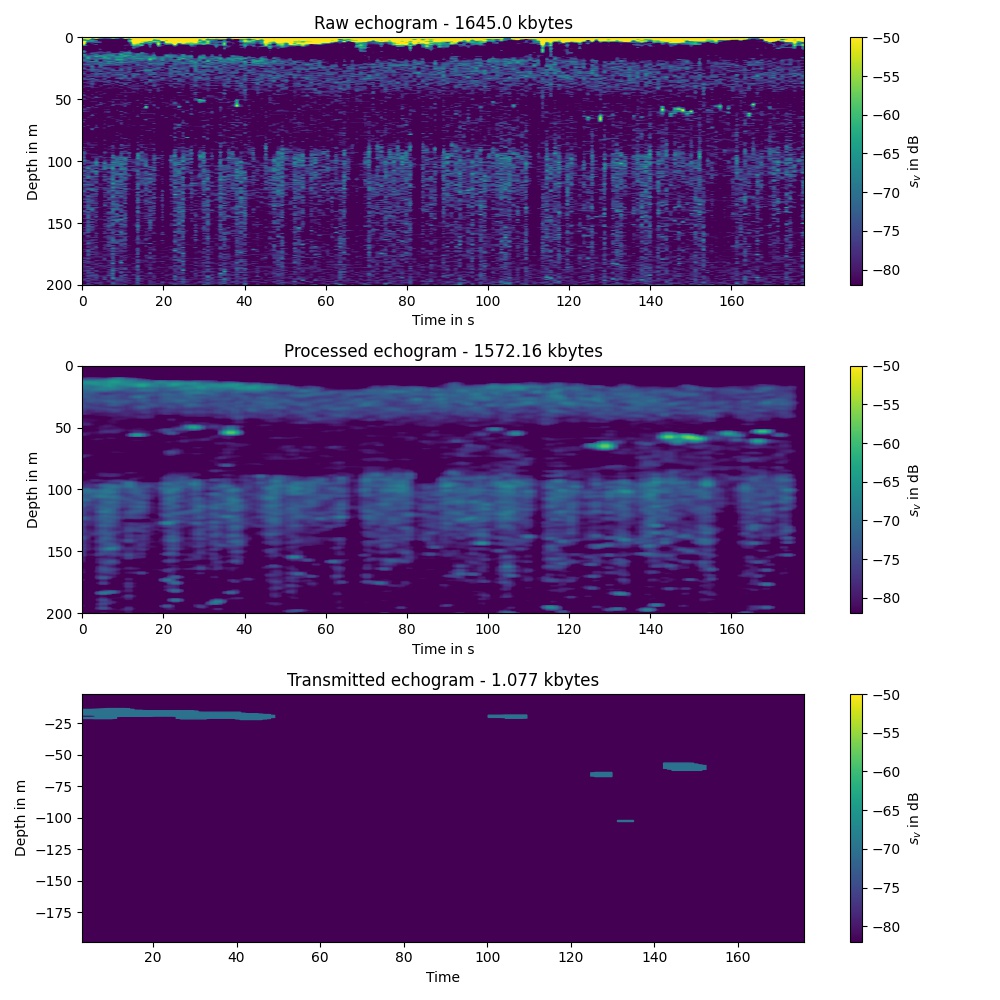 Raw echogram - 1645.0 kbytes
0
50
100
150
200
Depth in m
0 20 40 60 80 100 120 140 160
Time in s
−50
−55
−60
−65
−70
−75
−80
sᵥ in dB
Processed echogram - 1572.16 kbytes
0
50
100
150
200
Depth in m
0 20 40 60 80 100 120 140 160
Time in s
−50
−55
−60
−65
−70
−75
−80
sᵥ in dB
Transmitted echogram - 1.077 kbytes
−25
−50
−75
−100
−125
−150
−175
Depth in m
20 40 60 80 100 120 140 160
Time
−50
−55
−60
−65
−70
−75
−80
sᵥ in dB